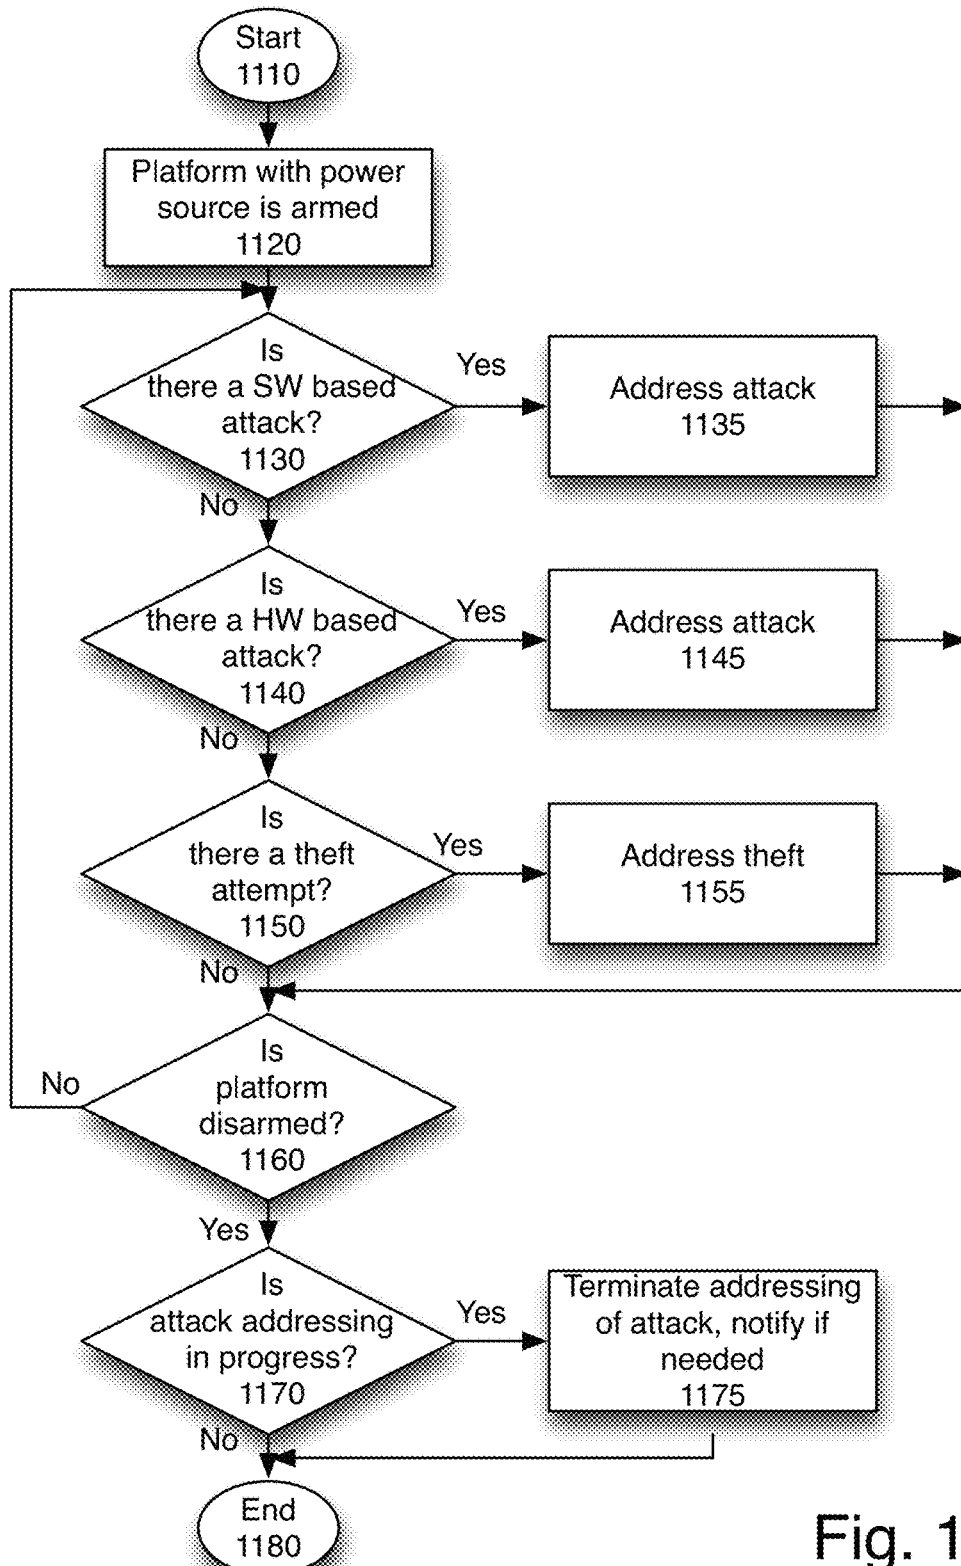 Start
1110
Platform with power
source is armed
1120
Is
there a SW based
attack?
1130
Yes
Address attack
1135
No
Is
there a HW based
attack?
1140
Yes
Address attack
1145
No
Is
there a theft
attempt?
1150
Yes
Address theft
1155
No
Is
platform
disarmed?
1160
No
Yes
Is
attack addressing
in progress?
1170
Yes
Terminate addressing
of attack, notify if
needed
1175
No
End
1180
Fig. 1